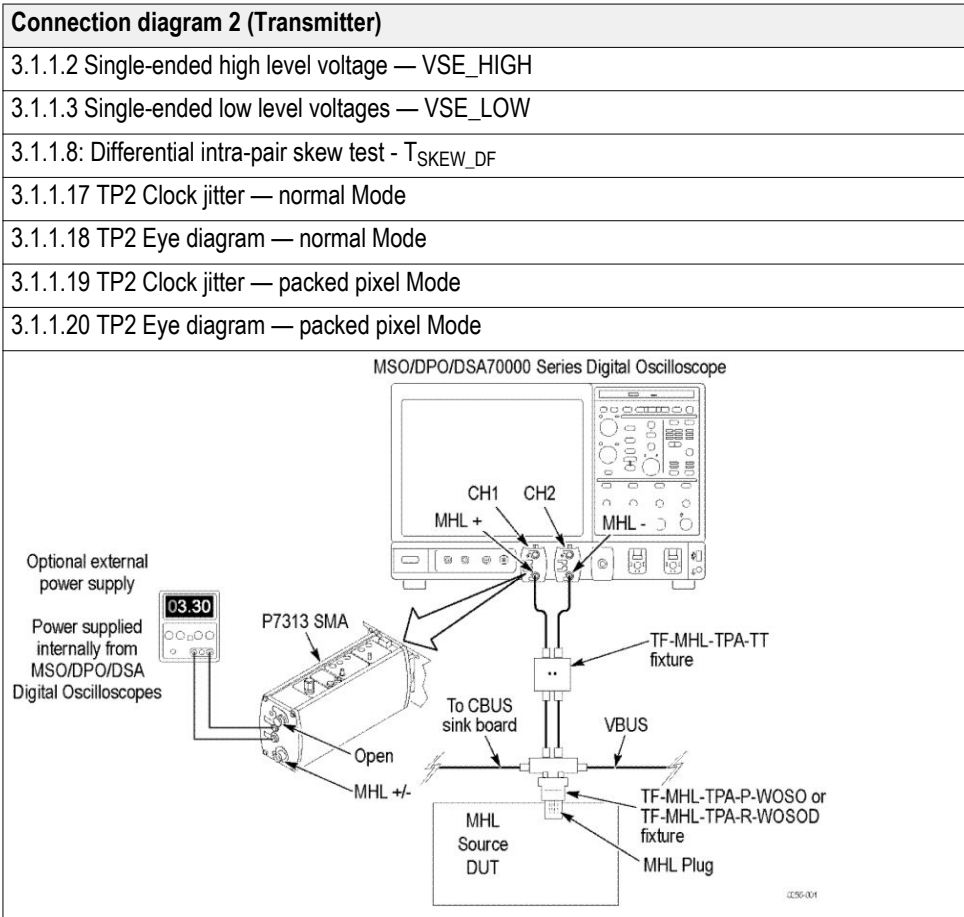 Connection diagram 2 (Transmitter)
3.1.1.2 Single-ended high level voltage — VSE_HIGH
3.1.1.3 Single-ended low level voltages — VSE_LOW
3.1.1.8: Differential intra-pair skew test - TSKEW_DF
3.1.1.17 TP2 Clock jitter — normal Mode
3.1.1.18 TP2 Eye diagram — normal Mode
3.1.1.19 TP2 Clock jitter — packed pixel Mode
3.1.1.20 TP2 Eye diagram — packed pixel Mode
MSO/DPO/DSA70000 Series Digital Oscilloscope
CH1
CH2
MHL +
MHL -
Optional external
power supply
03.30
Power supplied
internally from
MSO/DPO/DSA
Digital Oscilloscopes
P7313 SMA
Open
MHL +/-
TF-MHL-TPA-TT
fixture
To CBUS
sink board
VBUS
TF-MHL-TPA-P-WOSO or
TF-MHL-TPA-R-WOSOD
fixture
MHL Plug
MHL
Source
DUT